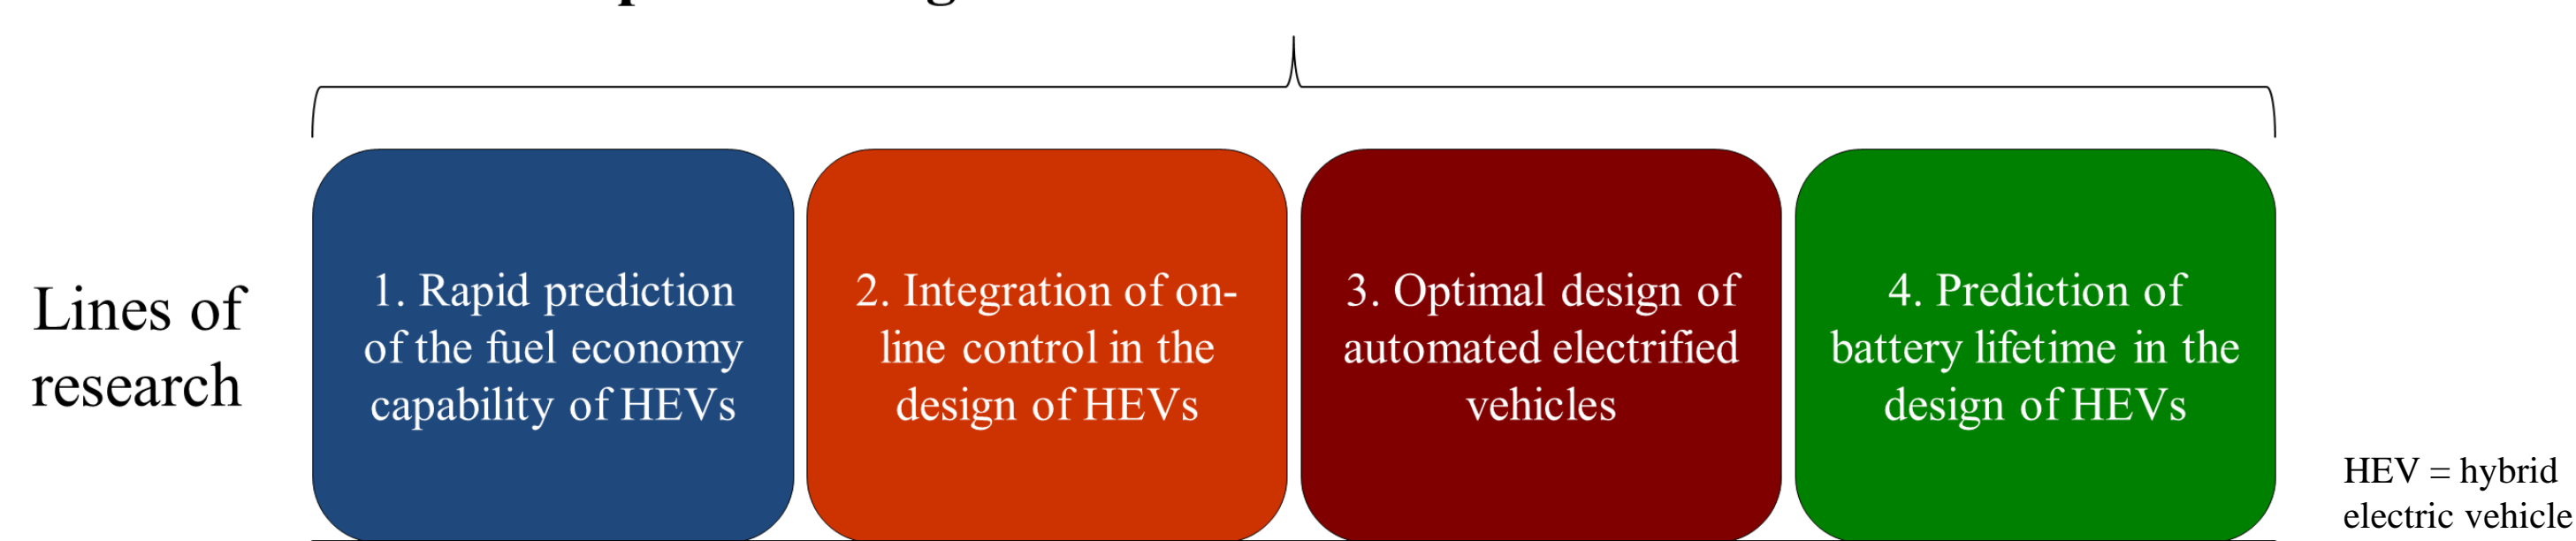 Lines of
research
1. Rapid prediction
of the fuel economy
capability of HEVs
2. Integration of on-
line control in the
design of HEVs
3. Optimal design of
automated electrified
vehicles
4. Prediction of
battery lifetime in the
design of HEVs
HEV = hybrid
electric vehicle